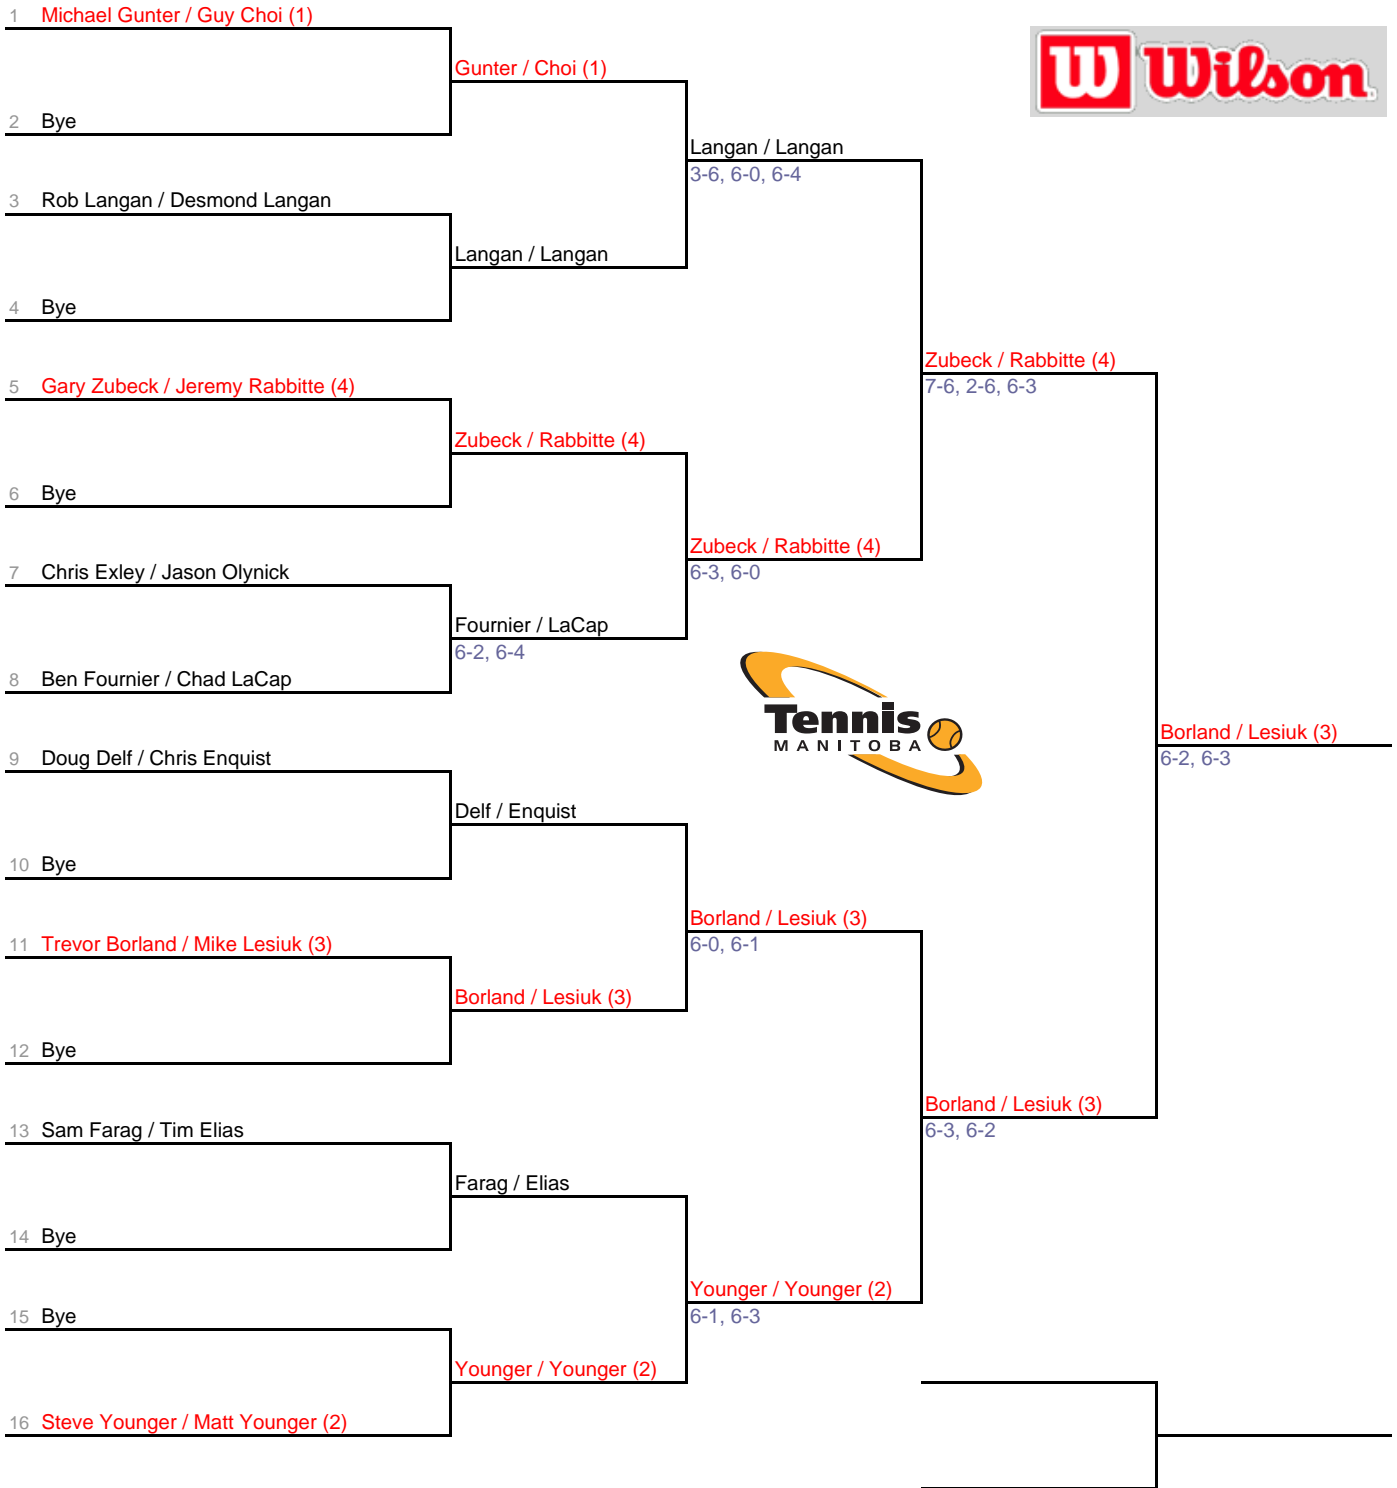 1 Michael Gunter / Guy Choi (1)
Gunter / Choi (1)
W Wilson
2 Bye
Langan / Langan
3-6, 6-0, 6-4
3 Rob Langan / Desmond Langan
Langan / Langan
4 Bye
Zubeck / Rabbitte (4)
7-6, 2-6, 6-3
5 Gary Zubeck / Jeremy Rabbitte (4)
Zubeck / Rabbitte (4)
6 Bye
Zubeck / Rabbitte (4)
6-3, 6-0
7 Chris Exley / Jason Olynick
Fournier / LaCap
6-2, 6-4
8 Ben Fournier / Chad LaCap
Tennis
MANITOBA
Borland / Lesiuk (3)
6-2, 6-3
9 Doug Delf / Chris Enquist
Delf / Enquist
10 Bye
Borland / Lesiuk (3)
6-0, 6-1
11 Trevor Borland / Mike Lesiuk (3)
Borland / Lesiuk (3)
12 Bye
Borland / Lesiuk (3)
6-3, 6-2
13 Sam Farag / Tim Elias
Farag / Elias
14 Bye
Younger / Younger (2)
6-1, 6-3
15 Bye
Younger / Younger (2)
16 Steve Younger / Matt Younger (2)